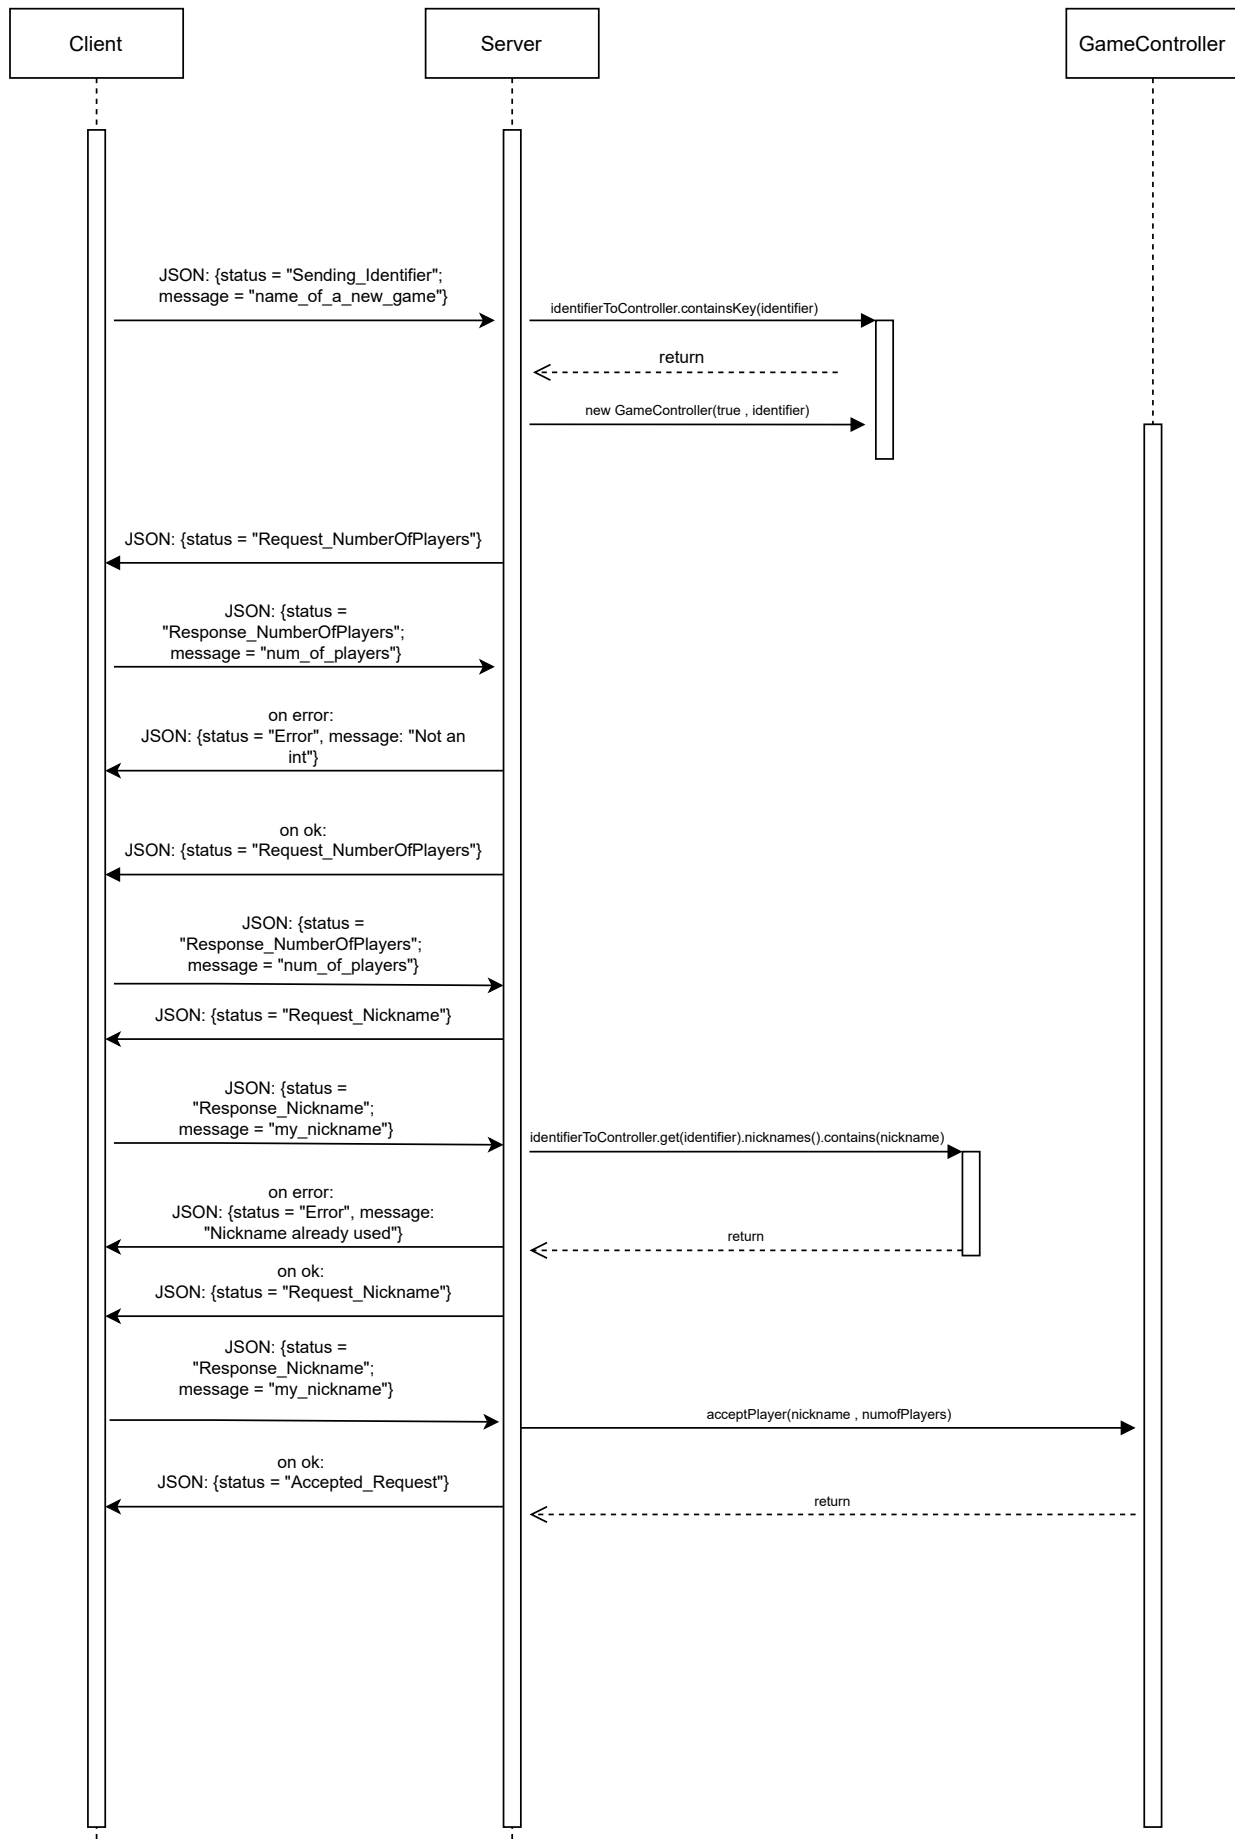 Client
Server
GameController
JSON: {status = "Sending_Identifier";
message = "name_of_a_new_game"}
identifierToController.containsKey(identifier)
return
new GameController(true , identifier)
JSON: {status = "Request_NumberOfPlayers"}
JSON: {status =
"Response_NumberOfPlayers";
message = "num_of_players"}
on error:
JSON: {status = "Error", message: "Not an
int"}
on ok:
JSON: {status = "Request_NumberOfPlayers"}
JSON: {status =
"Response_NumberOfPlayers";
message = "num_of_players"}
JSON: {status = "Request_Nickname"}
JSON: {status =
"Response_Nickname";
message = "my_nickname"}
identifierToController.get(identifier).nicknames().contains(nickname)
on error:
JSON: {status = "Error", message:
"Nickname already used"}
return
on ok:
JSON: {status = "Request_Nickname"}
JSON: {status =
"Response_Nickname";
message = "my_nickname"}
acceptPlayer(nickname , numofPlayers)
on ok:
JSON: {status = "Accepted_Request"}
return